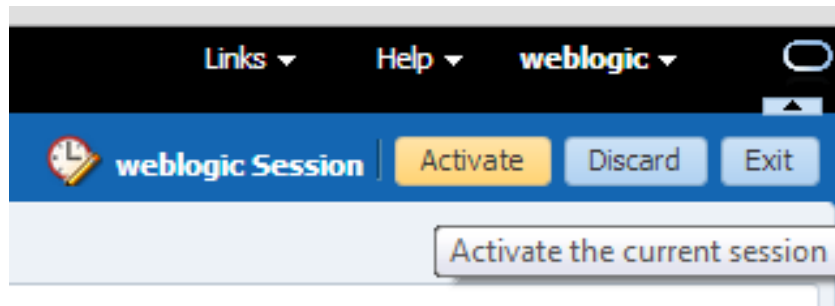 Links Help weblogic
weblogic Session Activate Discard Exit
Activate the current session